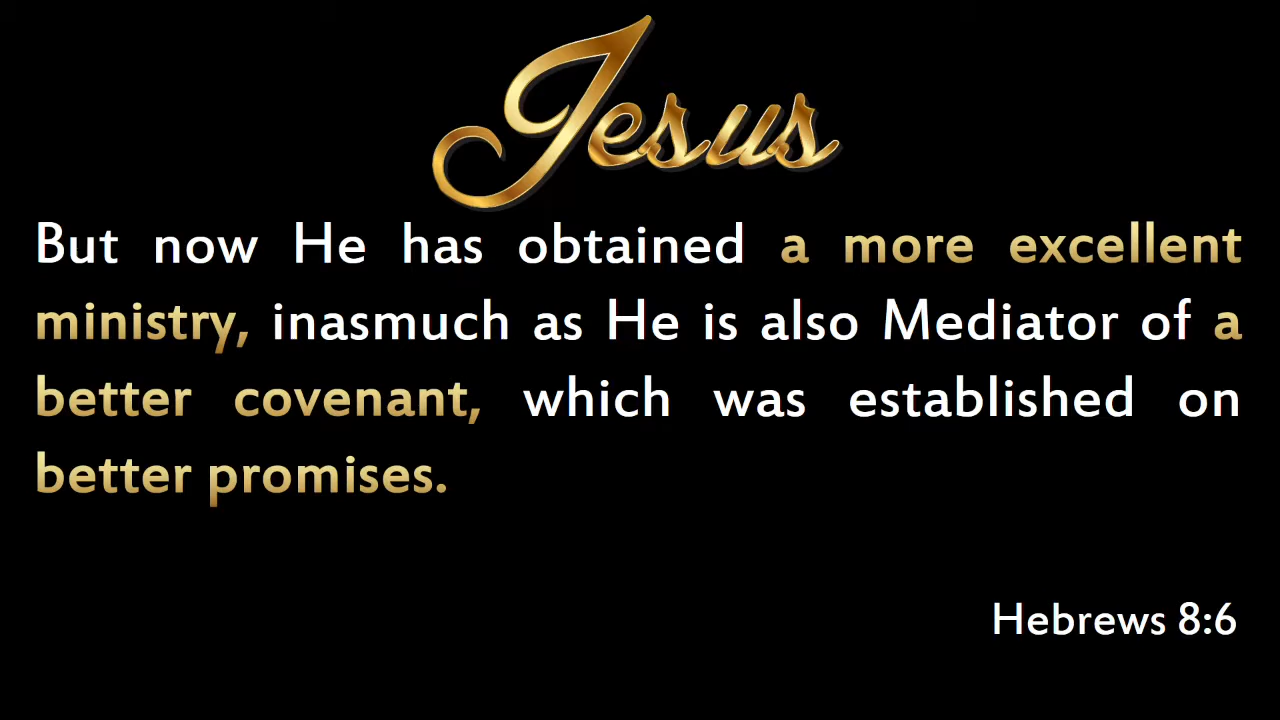 Jesus
But now He has obtained a more excellent
ministry, inasmuch as He is also Mediator of a
better covenant, which was established on
better promises.
Hebrews 8:6